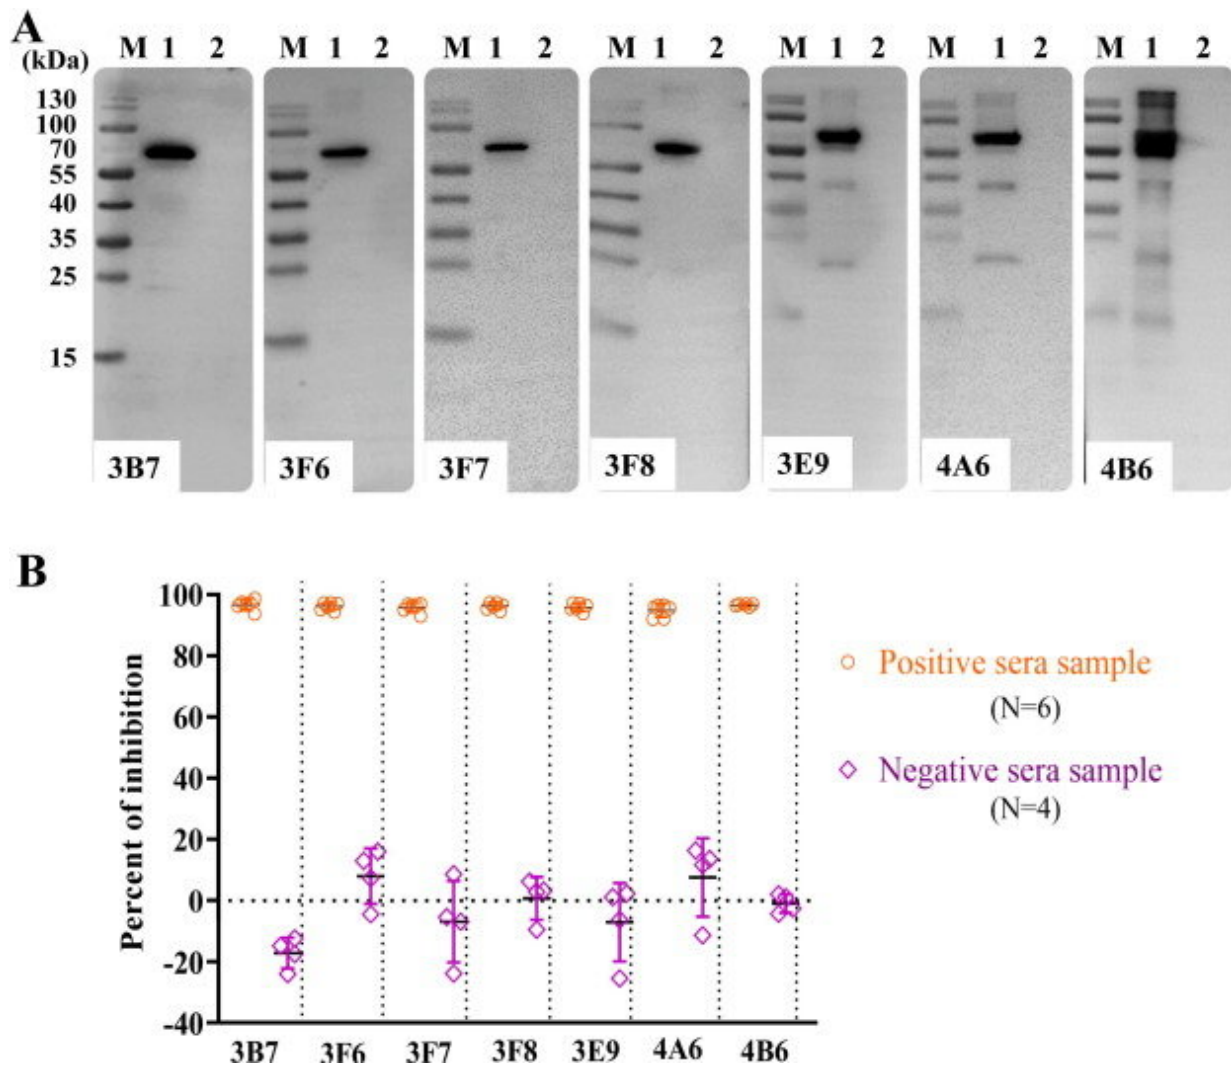 A
(kDa)
M 1 2 M 1 2 M 1 2 M 1 2 M 1 2 M 1 2 M 1 2
130
100
70
55
40
35
25
15
3B7 3F6 3F7 3F8 3E9 4A6 4B6
B
Percent of inhibition
100
80
60
40
20
0
-20
-40
3B7 3F6 3F7 3F8 3E9 4A6 4B6
Positive sera sample
(N=6)
Negative sera sample
(N=4)